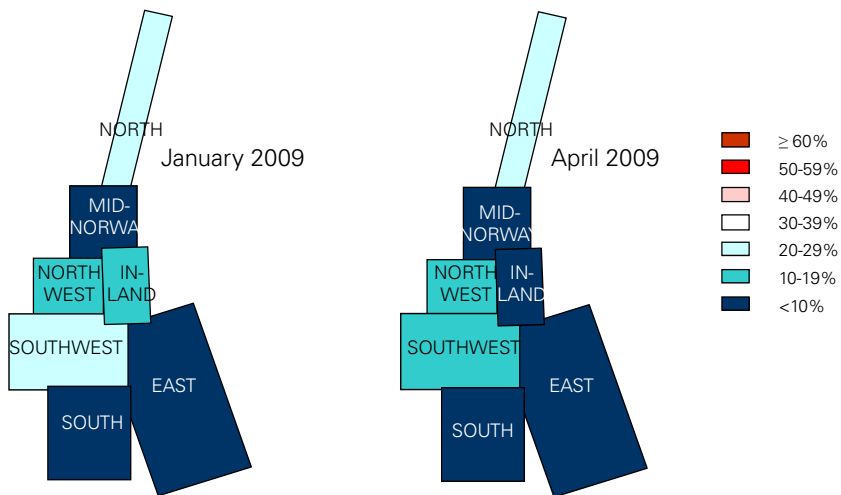 NORTH
January 2009
MID-
NORWA
NORTH
WEST
IN-
LAND
SOUTHWEST
EAST
SOUTH
NORTH
April 2009
MID-
NORWAY
NORTH
WEST
IN-
LAND
SOUTHWEST
EAST
SOUTH
≥ 60%
50-59%
40-49%
30-39%
20-29%
10-19%
<10%